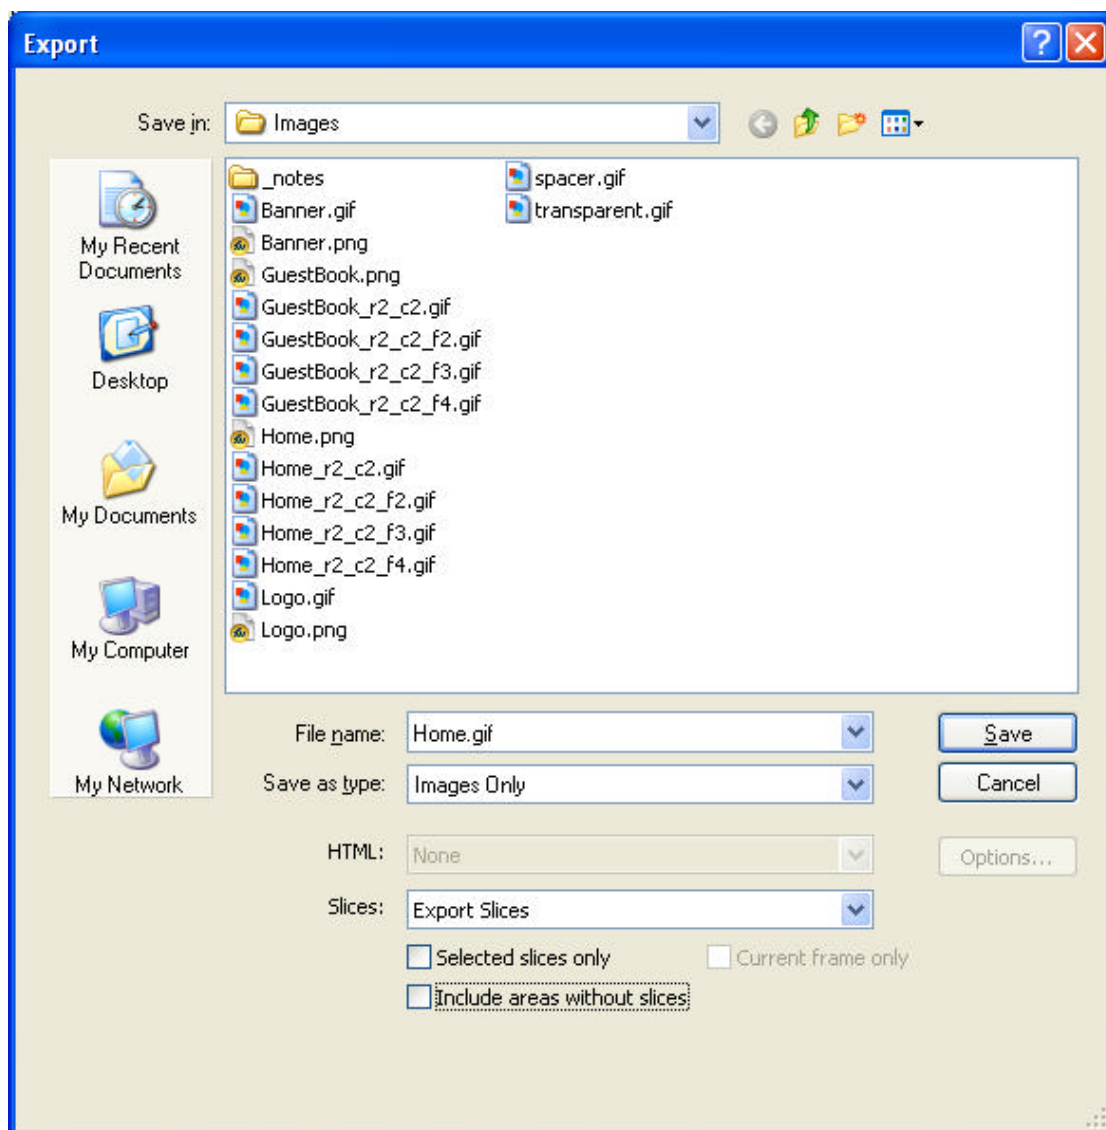 Export
Save in: Images
_notes
Banner.gif
Banner.png
GuestBook.png
GuestBook_r2_c2.gif
GuestBook_r2_c2_f2.gif
GuestBook_r2_c2_f3.gif
GuestBook_r2_c2_f4.gif
Home.png
Home_r2_c2.gif
Home_r2_c2_f2.gif
Home_r2_c2_f3.gif
Home_r2_c2_f4.gif
Logo.gif
Logo.png
spacer.gif
transparent.gif
My Recent
Documents
Desktop
My Documents
My Computer
My Network
File name: Home.gif Save
Save as type: Images Only Cancel
HTML: None Options...
Slices: Export Slices
Selected slices only Current frame only
Include areas without slices